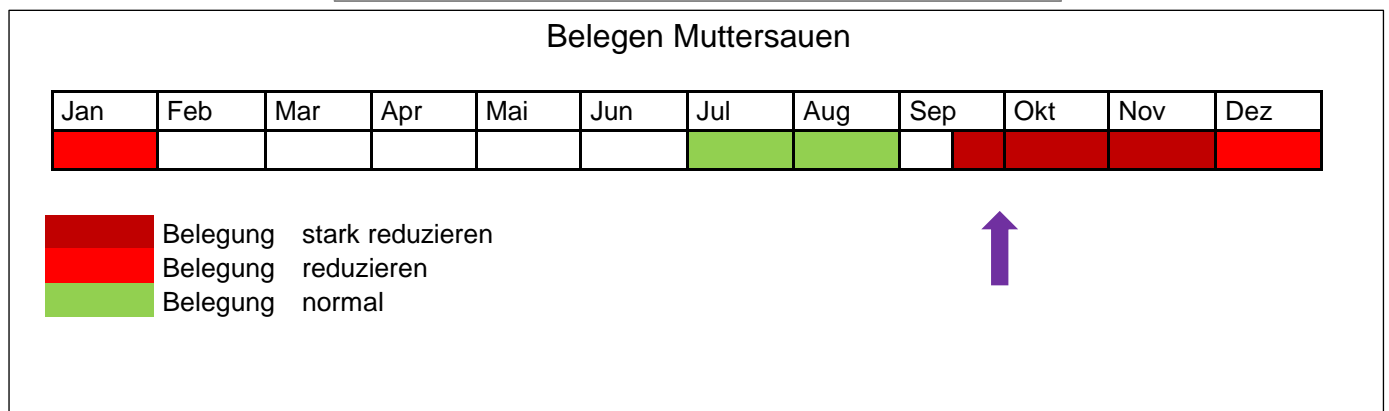 Belegen Muttersauen
Jan Feb Mar Apr Mai Jun Jul Aug Sep Okt Nov Dez
Belegung stark reduzieren
Belegung reduzieren
Belegung normal